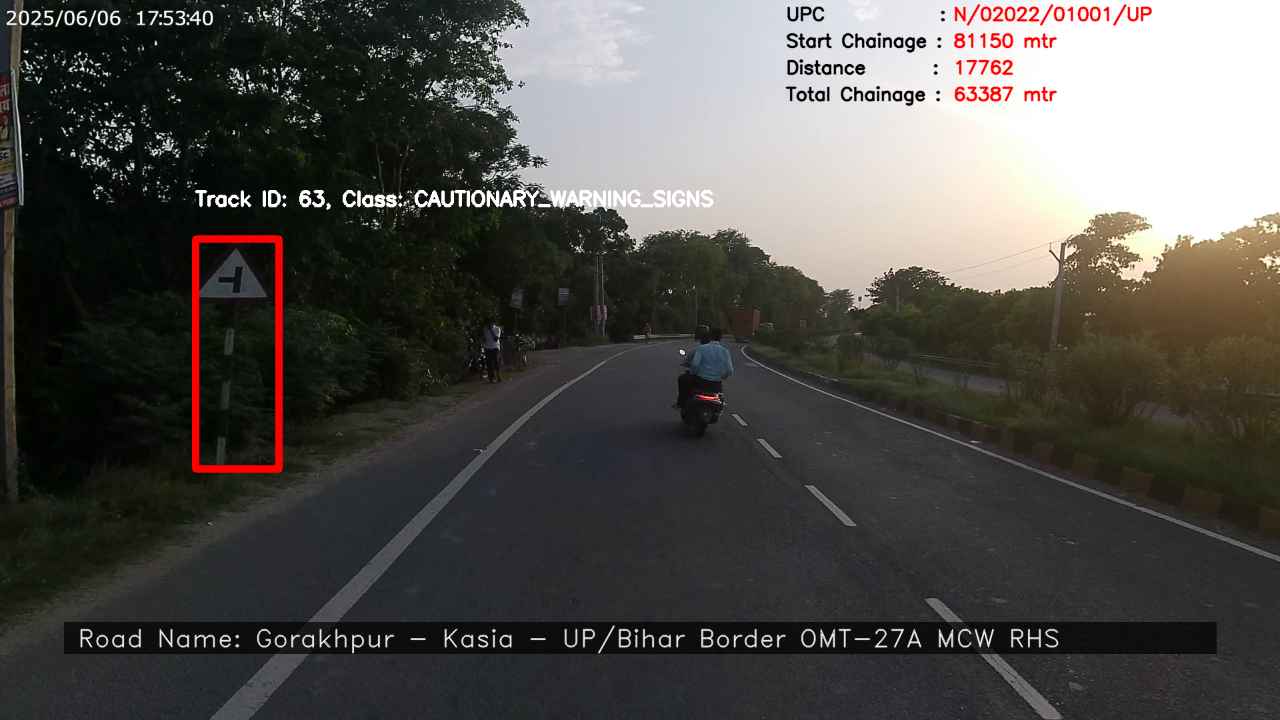 2025/06/06 17:53:40
UPC : N/02022/01001/UP
Start Chainage : 81150 mtr
Distance : 17762
Total Chainage : 63387 mtr
Track ID: 63, Class: CAUTIONARY_WARNING_SIGNS
Road Name: Gorakhpur - Kasia - UP/Bihar Border OMT-27A MCW RHS